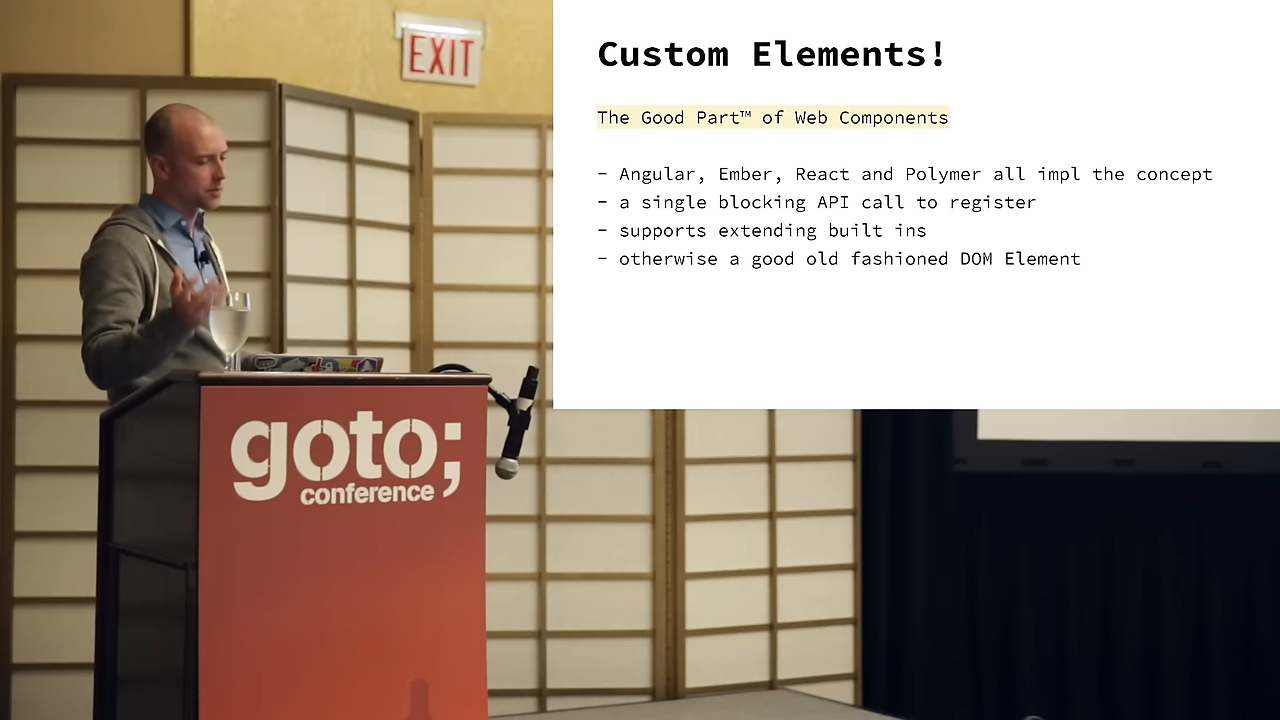 EXIT
Custom Elements!
The Good Part™ of Web Components
- Angular, Ember, React and Polymer all impl the concept
- a single blocking API call to register
- supports extending built ins
- otherwise a good old fashioned DOM Element
goto;
conference